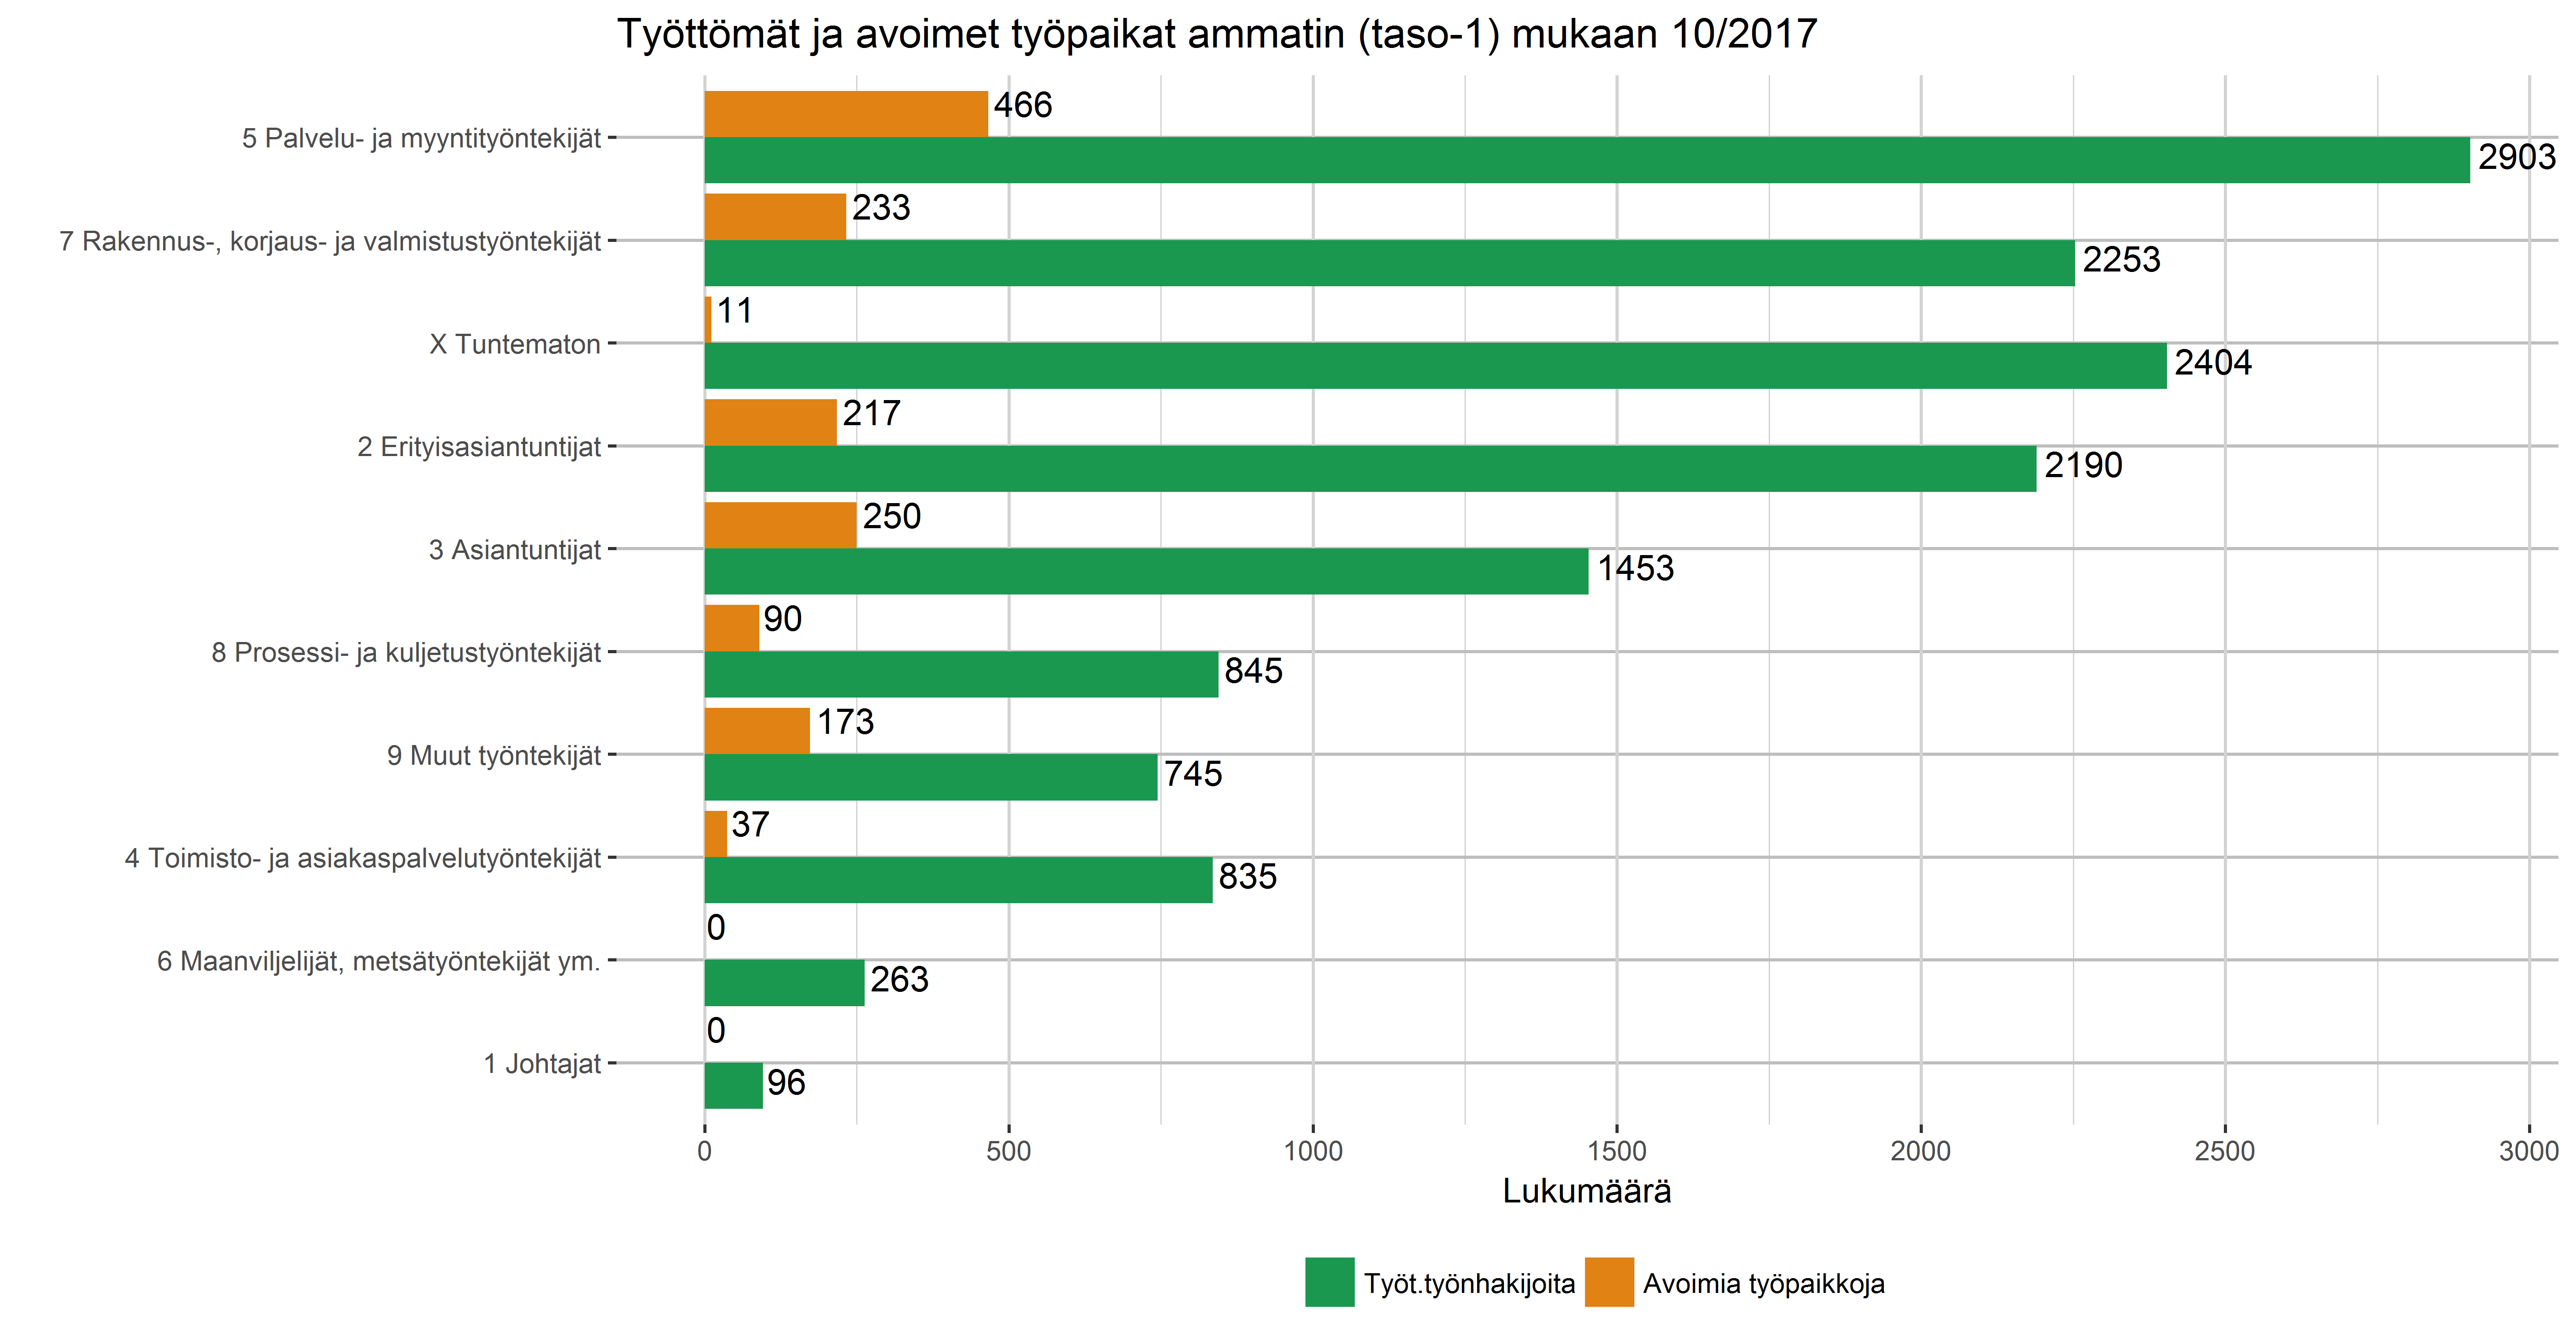 Työttömät ja avoimet työpaikat ammatin (taso-1) mukaan 10/2017
466
5 Palvelu- ja myyntityöntekijät
2903
233
7 Rakennus-, korjaus- ja valmistustyöntekijät
2253
11
X Tuntematon
2404
217
2 Erityisasiantuntijat
2190
250
3 Asiantuntijat
1453
90
8 Prosessi- ja kuljetustyöntekijät
845
173
9 Muut työntekijät
745
37
4 Toimisto- ja asiakaspalvelutyöntekijät
835
0
6 Maanviljelijät, metsätyöntekijät ym.
263
0
1 Johtajat
96
0 500 1000 1500 2000 2500 3000
Lukumäärä
Työt.työnhakijoita Avoimia työpaikkoja